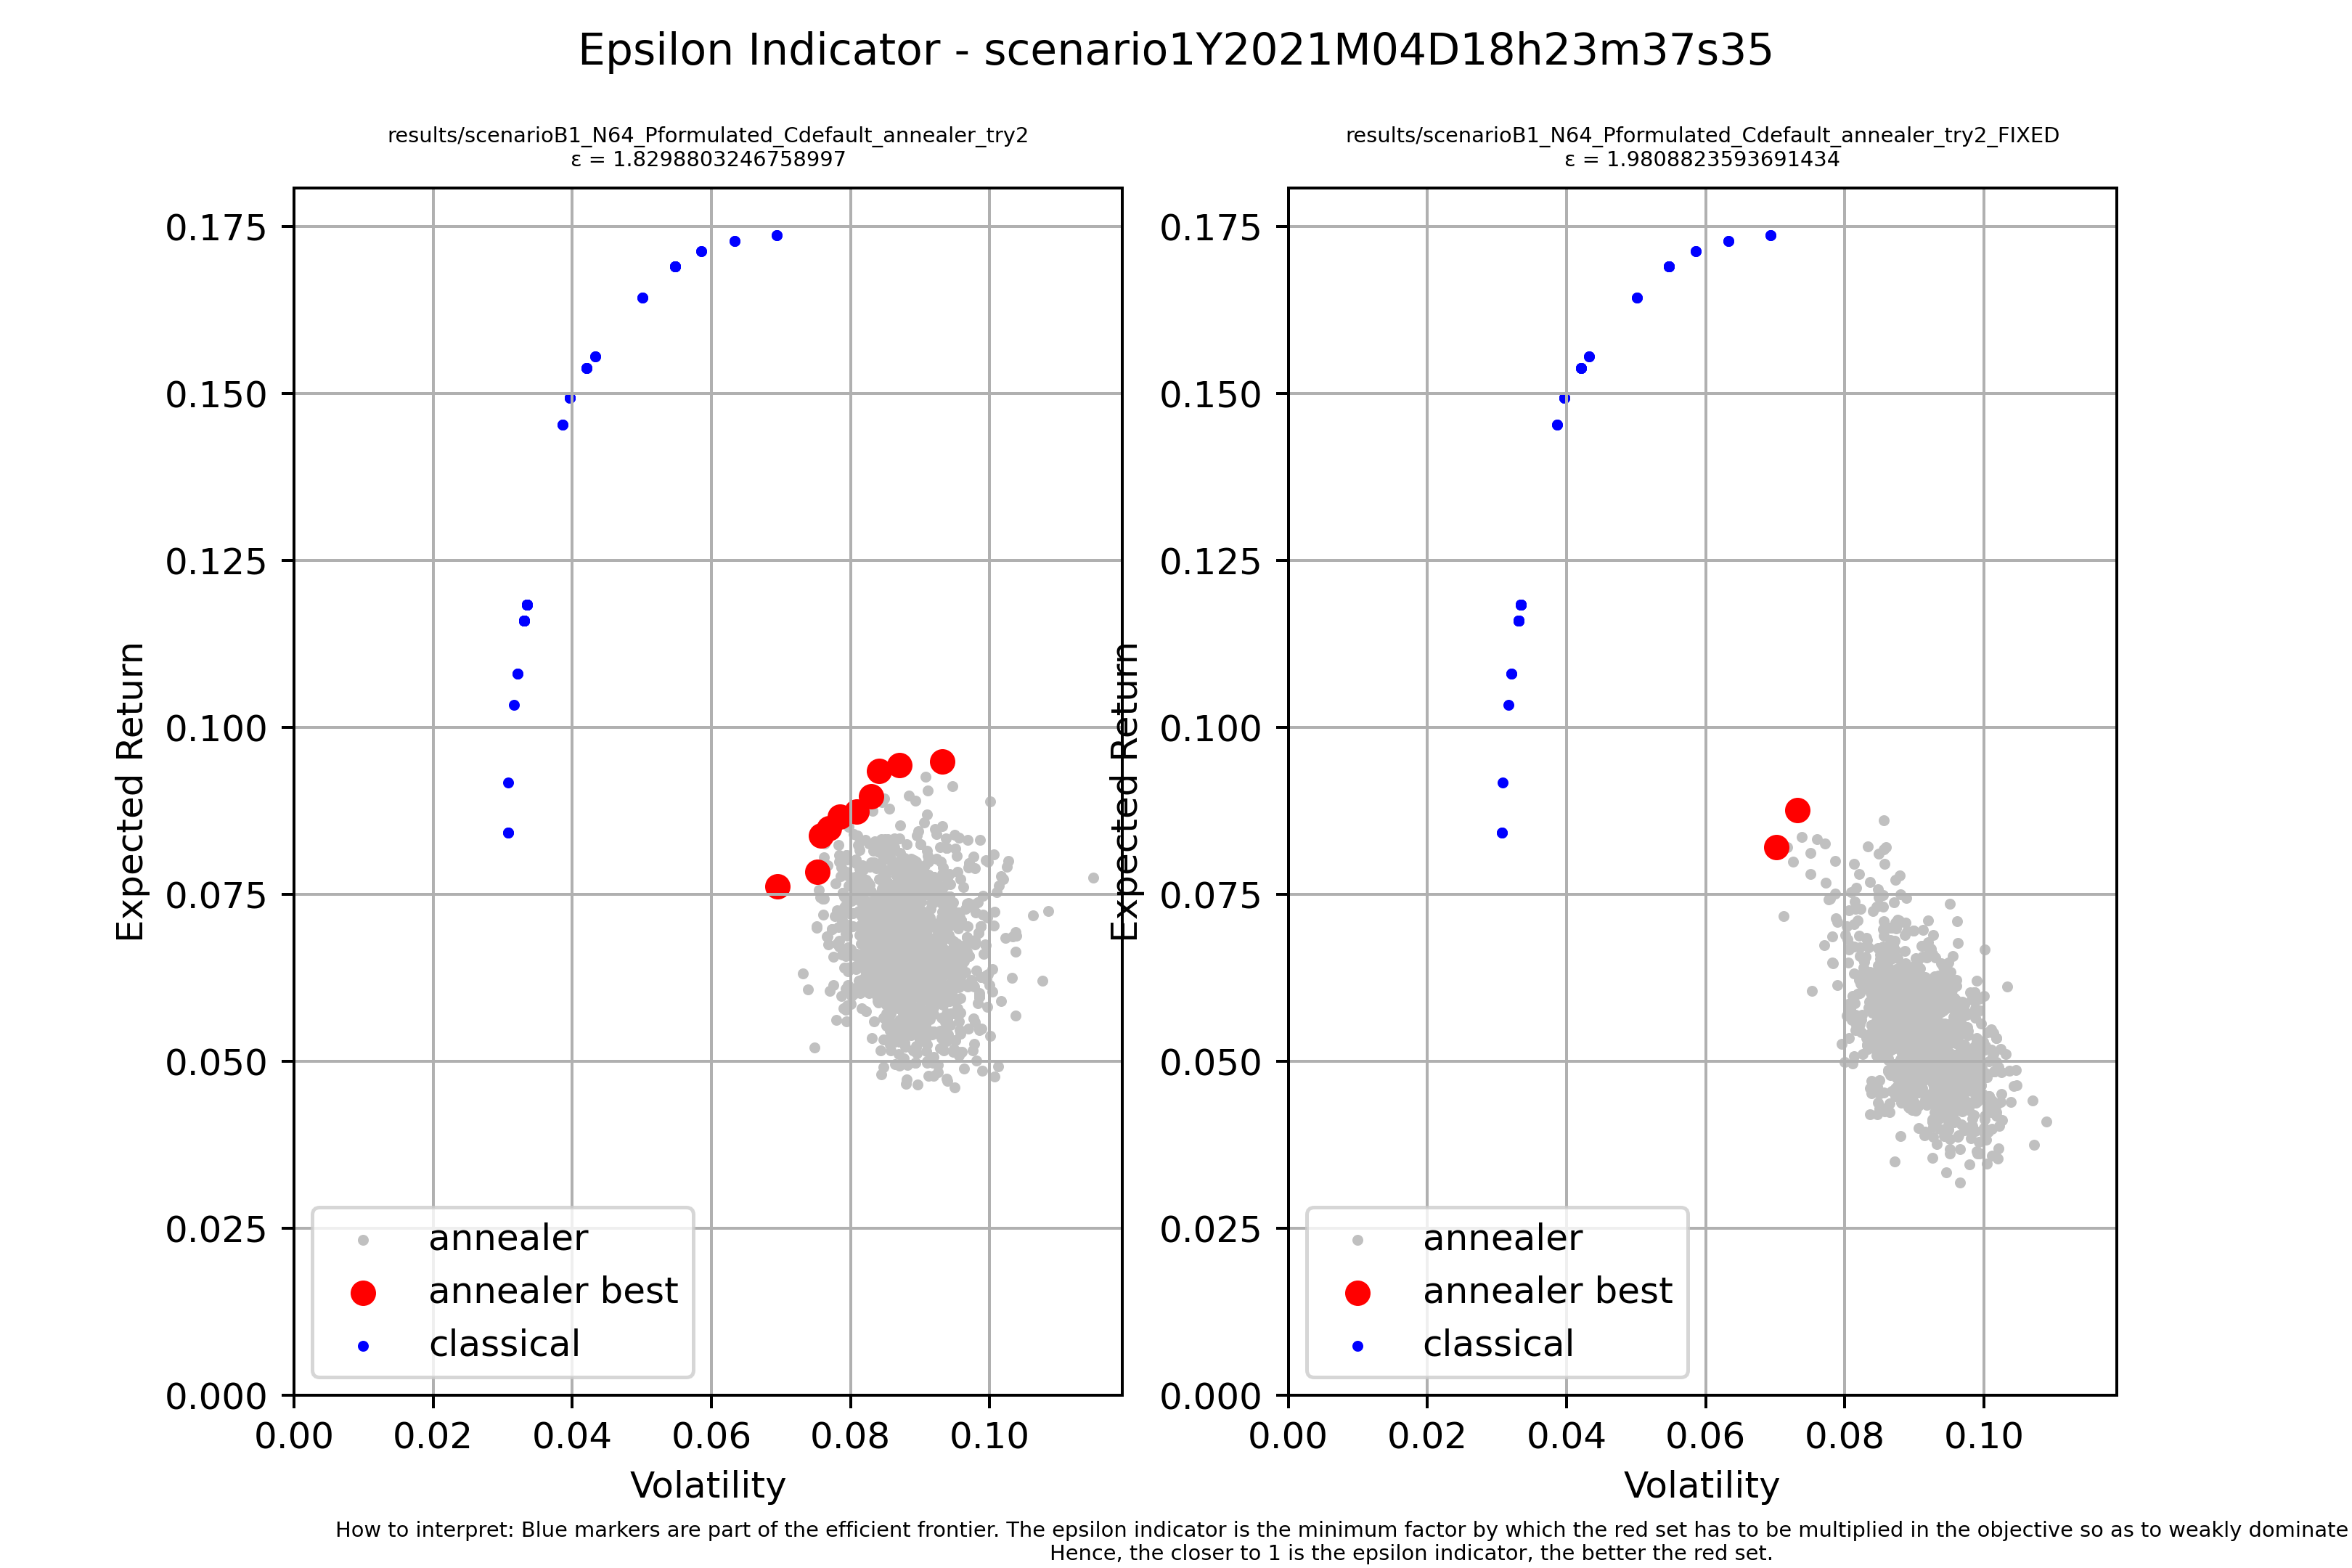 Epsilon Indicator - scenario1Y2021M04D18h23m37s35
results/scenarioB1_N64_Pformulated_Cdefault_annealer_try2
ε = 1.8298803246758997
0.175
0.150
0.125
0.100
0.075
0.050
0.025
0.000
Expected Return
annealer
annealer best
classical
0.00 0.02 0.04 0.06 0.08 0.10
Volatility
results/scenarioB1_N64_Pformulated_Cdefault_annealer_try2_FIXED
ε = 1.9808823593691434
0.175
0.150
0.125
0.100
0.075
0.050
0.025
0.000
Expected Return
annealer
annealer best
classical
0.00 0.02 0.04 0.06 0.08 0.10
Volatility
How to interpret: Blue markers are part of the efficient frontier. The epsilon indicator is the minimum factor by which the red set has to be multiplied in the objective so as to weakly dominate
Hence, the closer to 1 is the epsilon indicator, the better the red set.